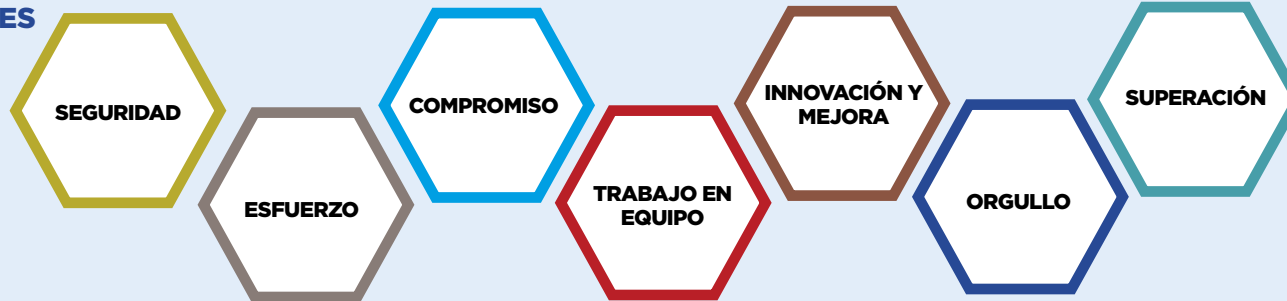 ES
SEGURIDAD
ESFUERZO
COMPROMISO
TRABAJO EN
EQUIPO
INNOVACIÓN Y
MEJORA
ORGULLO
SUPERACIÓN